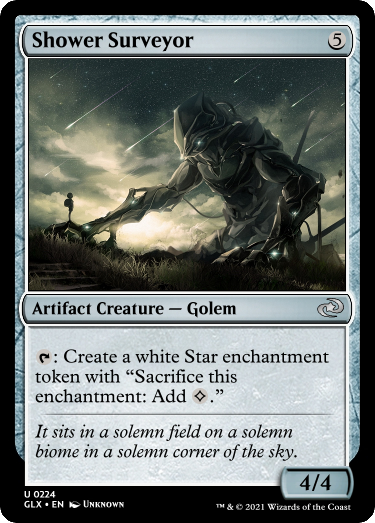 Shower Surveyor 5
Artifact Creature — Golem
: Create a white Star enchantment
token with “Sacrifice this
enchantment: Add .”
It sits in a solemn field on a solemn
biome in a solemn corner of the sky.
4/4
U 0224
GLX • EN Unknown
™ & © 2021 Wizards of the Coast